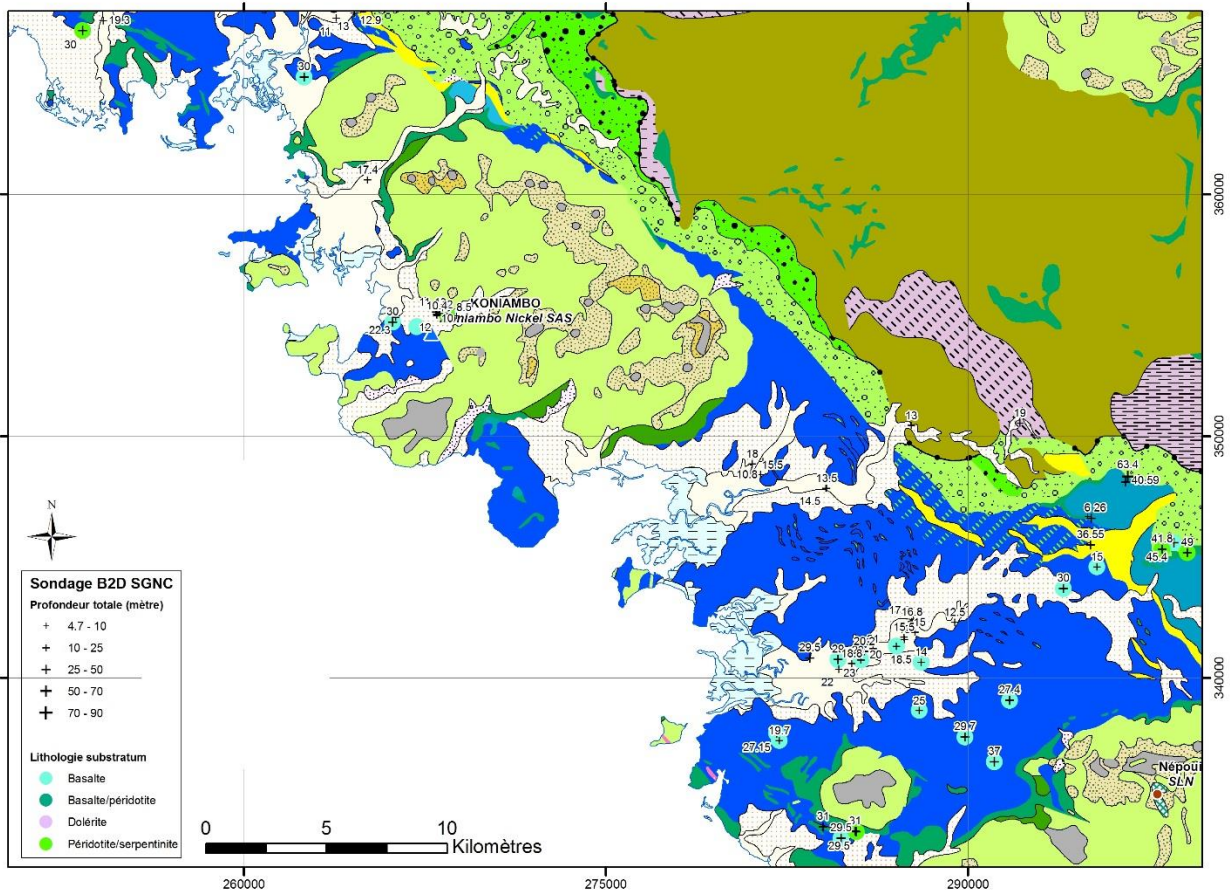 19.3
30
11
13
12.9
30
17.4
360000
10.42
8.5
KONIAMBO
niambo Nickel SAS
30
10
22.3
12
13
19
350000
18
15.5
10.8
13.5
14.5
63.4
40.59
6.26
36.55
41.8
49
45.4
15
30
17
16.8
12.5
15
15.5
20.2
29.5
28
18.8
20
18.5
14
23
22
340000
27.4
25
29.7
19.7
27.15
37
Népoui
SLN
31
29.5
31
29.5
N
Sondage B2D SGNC
Profondeur totale (mètre)
4.7 - 10
10 - 25
25 - 50
50 - 70
70 - 90
Lithologie substratum
Basalte
Basalte/péridotite
Dolérite
Péridotite/serpentinite
0 5 10
Kilomètres
260000 275000 290000